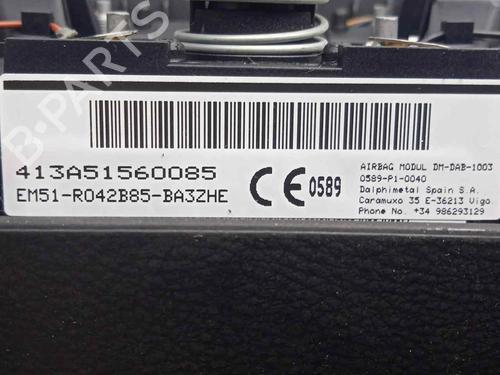 B-PARTS
413A51560085
EM51-R042B85-BA3ZHE
CE 0589
AIRBAG MODUL DM-DAB-1003
0589-P1-0040
Dalphimetal Spain S.A.
Caramuxo 35 E-36213 Vigo
Phone No. +34 986293129